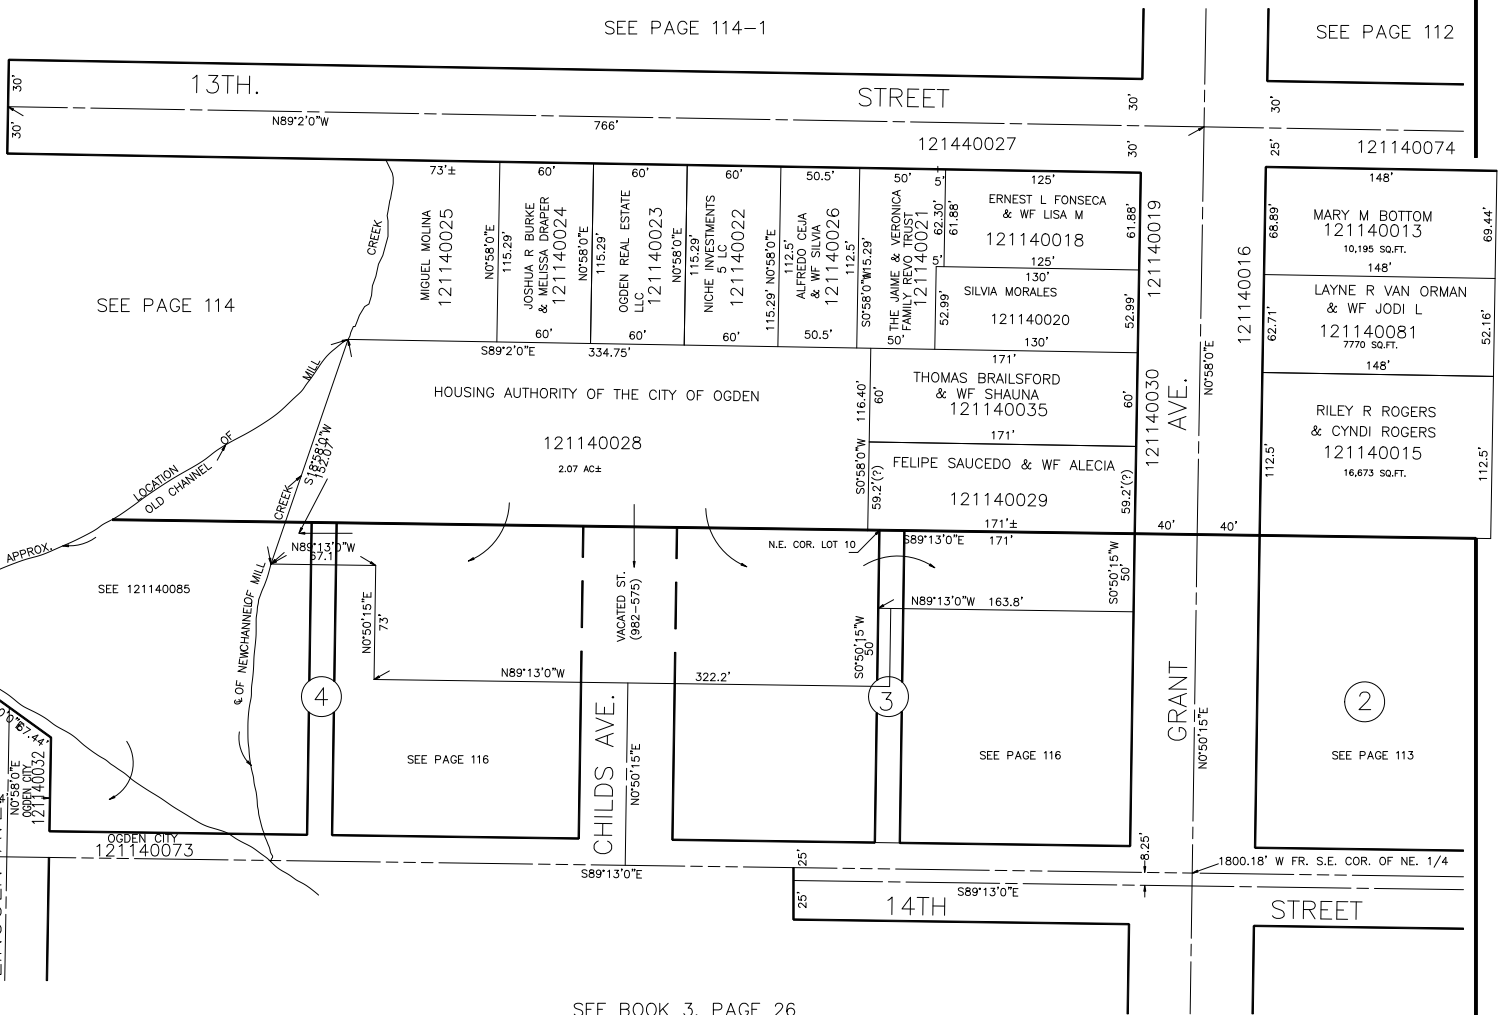 SEE PAGE 114-1
SEE PAGE 112
30'
13TH.
STREET
30'
30'
N89°2'0"W
766'
30'
121440027
30'
25'
121140074
73'±
60'
60'
60'
50.5'
50'
5'
125'
148'
CREEK
MIGUEL MOLINA
121140025
N0°58'0"E
115.29'
JOSHUA R BURKE
& MELISSA DRAPER
121140024
N0°58'0"E
115.29'
OGDEN REAL ESTATE
LLC
121140023
N0°58'0"E
115.29'
NICHE INVESTMENTS
5 LC
121140022
115.29' N0°58'0"E
112.5'
ALFREDO CEJA
& WF SILVIA
121140026
112.5'
S0°58'0"W
115.29'
THE JAIME & VERONICA
FAMILY REVO TRUST
121140021
62.30'
61.88'
5'
ERNEST L FONSECA
& WF LISA M
121140018
61.88'
125'
130'
SILVIA MORALES
121140020
52.99'
52.99'
130'
121140019
121140016
68.89'
MARY M BOTTOM
121140013
10,195 SQ.FT.
69.44'
148'
LAYNE R VAN ORMAN
& WF JODI L
121140081
7770 SQ.FT.
62.71'
52.16'
148'
RILEY R ROGERS
& CYNDI ROGERS
121140015
16,673 SQ.FT.
112.5'
112.5'
SEE PAGE 114
60'
60'
60'
50.5'
50'
S89°2'0"E
334.75'
171'
HOUSING AUTHORITY OF THE CITY OF OGDEN
121140028
2.07 AC±
116.40'
60'
THOMAS BRAILSFORD
& WF SHAUNA
121140035
60'
171'
121140030
AVE.
N0°58'0"E
S0°58'0"W
59.2'(?)
FELIPE SAUCEDO & WF ALECIA
121140029
59.2'(?)
171'±
40'
40'
APPROX.
LOCATION
OF
OLD CHANNEL
MILL
CREEK
S18°58'0"W
152.07'
N89°13'0"W
67.1'
N.E. COR. LOT 10
S89°13'0"E
171'
SEE 121140085
℄ OF NEW CHANNEL OF MILL
N0°50'15"E
73'
VACATED ST.
(982-575)
S0°50'15"W
50'
S0°50'15"W
50'
N89°13'0"W 163.8'
N89°13'0"W
322.2'
4
3
2
67.44'
N0°58'0"E
OGDEN CITY
121140032
SEE PAGE 116
CHILDS AVE.
N0°50'15"E
SEE PAGE 116
GRANT
N0°50'15"E
SEE PAGE 113
OGDEN CITY
121140073
S89°13'0"E
25'
25'
8.25'
1800.18' W FR. S.E. COR. OF NE. 1/4
S89°13'0"E
14TH
STREET
SEE BOOK 3, PAGE 26